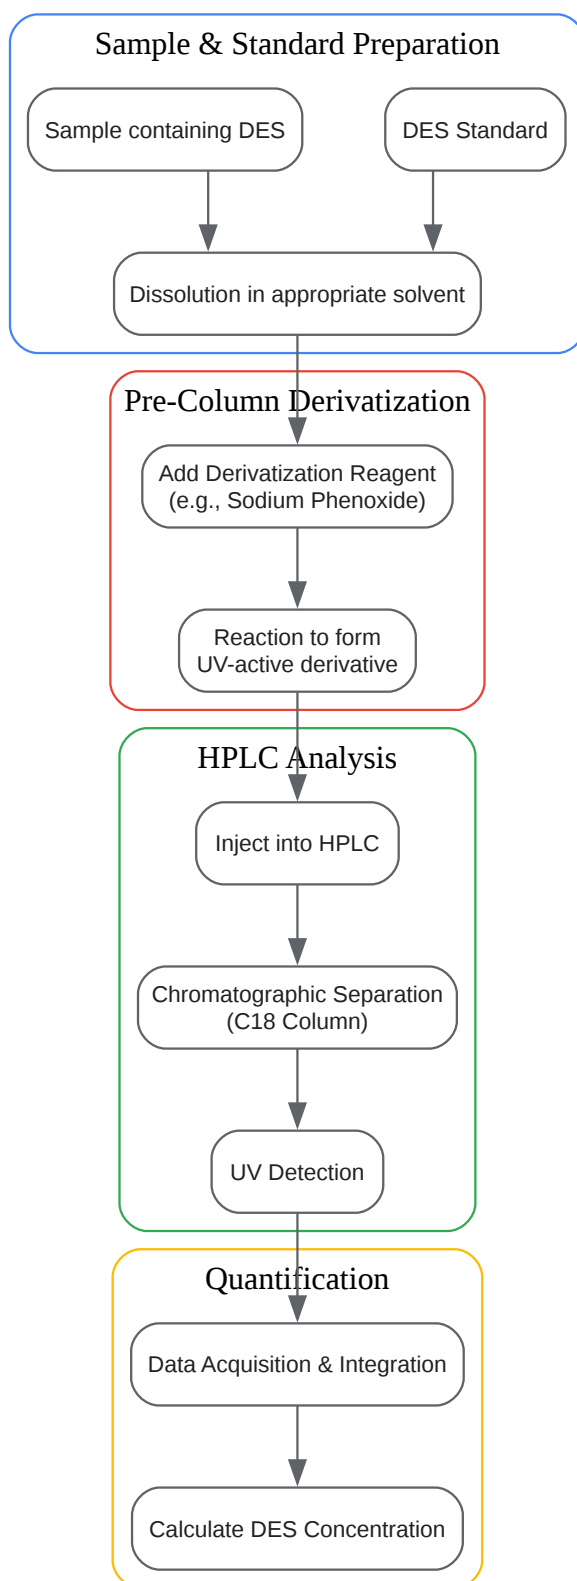 Sample & Standard Preparation
Sample containing DES
DES Standard
Dissolution in appropriate solvent
Pre-Column Derivatization
Add Derivatization Reagent
(e.g., Sodium Phenoxide)
Reaction to form
UV-active derivative
HPLC Analysis
Inject into HPLC
Chromatographic Separation
(C18 Column)
UV Detection
Quantification
Data Acquisition & Integration
Calculate DES Concentration